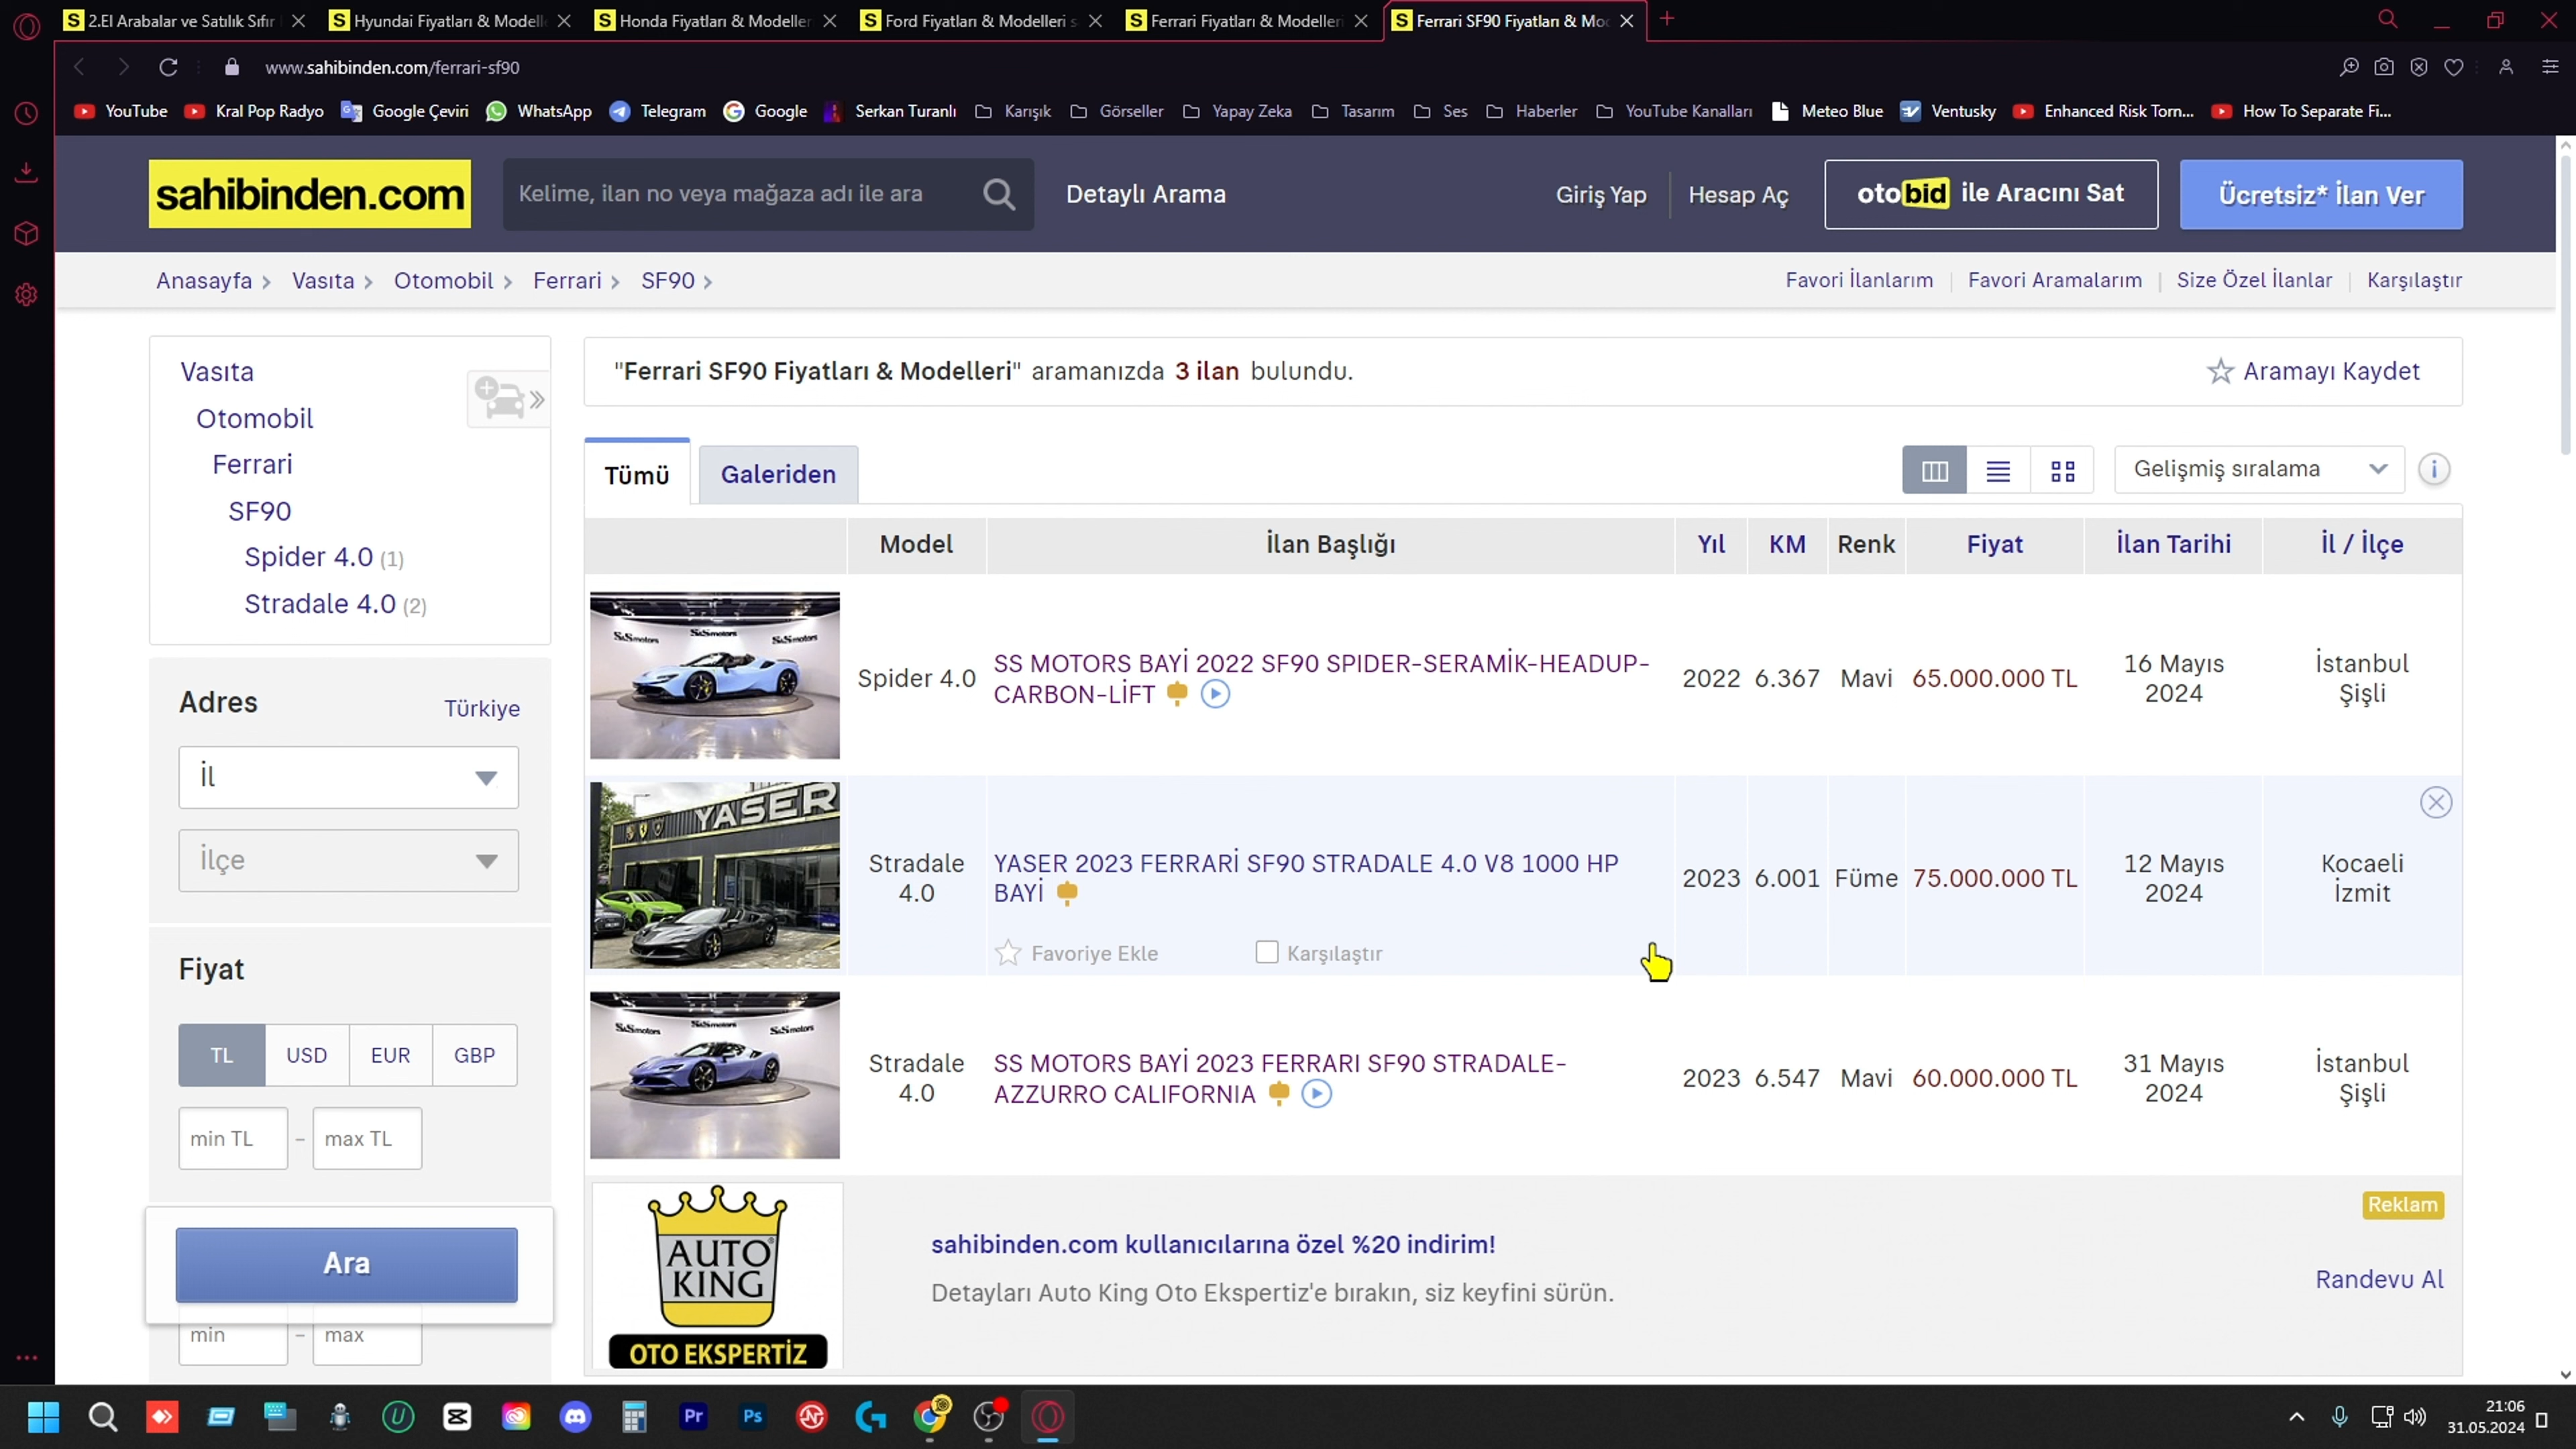 2.El Arabalar ve Satılık Sıfır
Hyundai Fiyatları & Modelle
Honda Fiyatları & Modeller
Ford Fiyatları & Modelleri s
Ferrari Fiyatları & Modelleri
Ferrari SF90 Fiyatları & Mo
www.sahibinden.com/ferrari-sf90
YouTube
Kral Pop Radyo
Google Çeviri
WhatsApp
Telegram
Google
Serkan Turanlı
Karışık
Görseller
Yapay Zeka
Tasarım
Ses
Haberler
YouTube Kanalları
Meteo Blue
Ventusky
Enhanced Risk Torn...
How To Separate Fi...
sahibinden.com
Kelime, ilan no veya mağaza adı ile ara
Detaylı Arama
Giriş Yap
Hesap Aç
otobid ile Aracını Sat
Ücretsiz* İlan Ver
Anasayfa
Vasıta
Otomobil
Ferrari
SF90
Favori İlanlarım
Favori Aramalarım
Size Özel İlanlar
Karşılaştır
Vasıta
Otomobil
Ferrari
SF90
Spider 4.0 (1)
Stradale 4.0 (2)
Adres
Türkiye
İl
İlçe
Fiyat
TL
USD
EUR
GBP
min TL
-
max TL
Ara
min
-
max
"Ferrari SF90 Fiyatları & Modelleri" aramanızda 3 ilan bulundu.
Aramayı Kaydet
Tümü
Galeriden
Gelişmiş sıralama
Model
İlan Başlığı
Yıl
KM
Renk
Fiyat
İlan Tarihi
İl / İlçe
S&S motors
S&S motors
S&S motors
Spider 4.0
SS MOTORS BAYİ 2022 SF90 SPIDER-SERAMİK-HEADUP-
CARBON-LİFT
2022
6.367
Mavi
65.000.000 TL
16 Mayıs
2024
İstanbul
Şişli
YASER
Stradale
4.0
YASER 2023 FERRARİ SF90 STRADALE 4.0 V8 1000 HP
BAYİ
Favoriye Ekle
Karşılaştır
2023
6.001
Füme
75.000.000 TL
12 Mayıs
2024
Kocaeli
İzmit
S&S motors
S&S motors
S&S motors
Stradale
4.0
SS MOTORS BAYİ 2023 FERRARI SF90 STRADALE-
AZZURRO CALIFORNIA
2023
6.547
Mavi
60.000.000 TL
31 Mayıs
2024
İstanbul
Şişli
AUTO
KING
OTO EKSPERTİZ
sahibinden.com kullanıcılarına özel %20 indirim!
Detayları Auto King Oto Ekspertiz'e bırakın, siz keyfini sürün.
Reklam
Randevu Al
Pr
Ps
21:06
31.05.2024